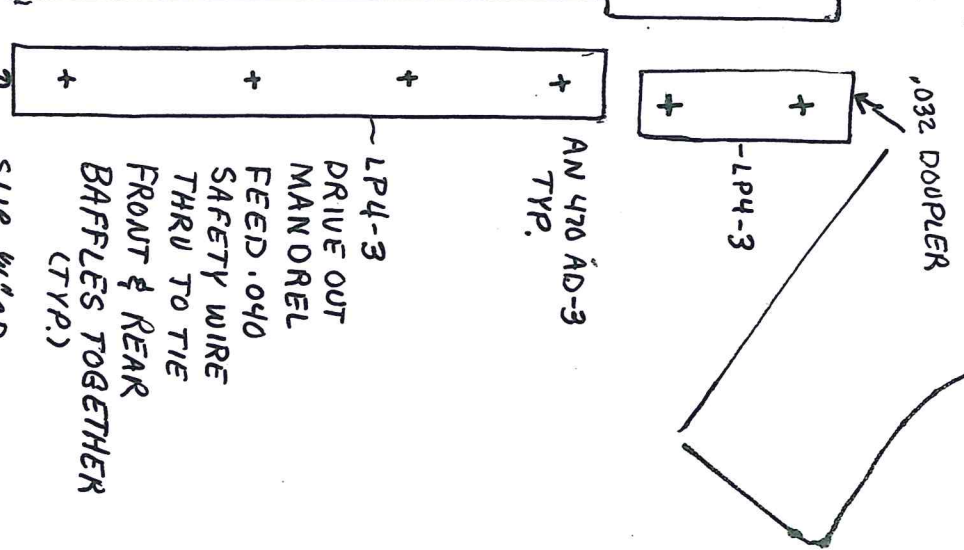 .032 DOUPLER
-LP4-3
AN 470 AD-3
TYP.
-LP4-3
DRIVE OUT
MANDREL
FEED .040
SAFETY WIRE
THRU TO TIE
FRONT & REAR
BAFFLES TOGETHER
(TYP.)